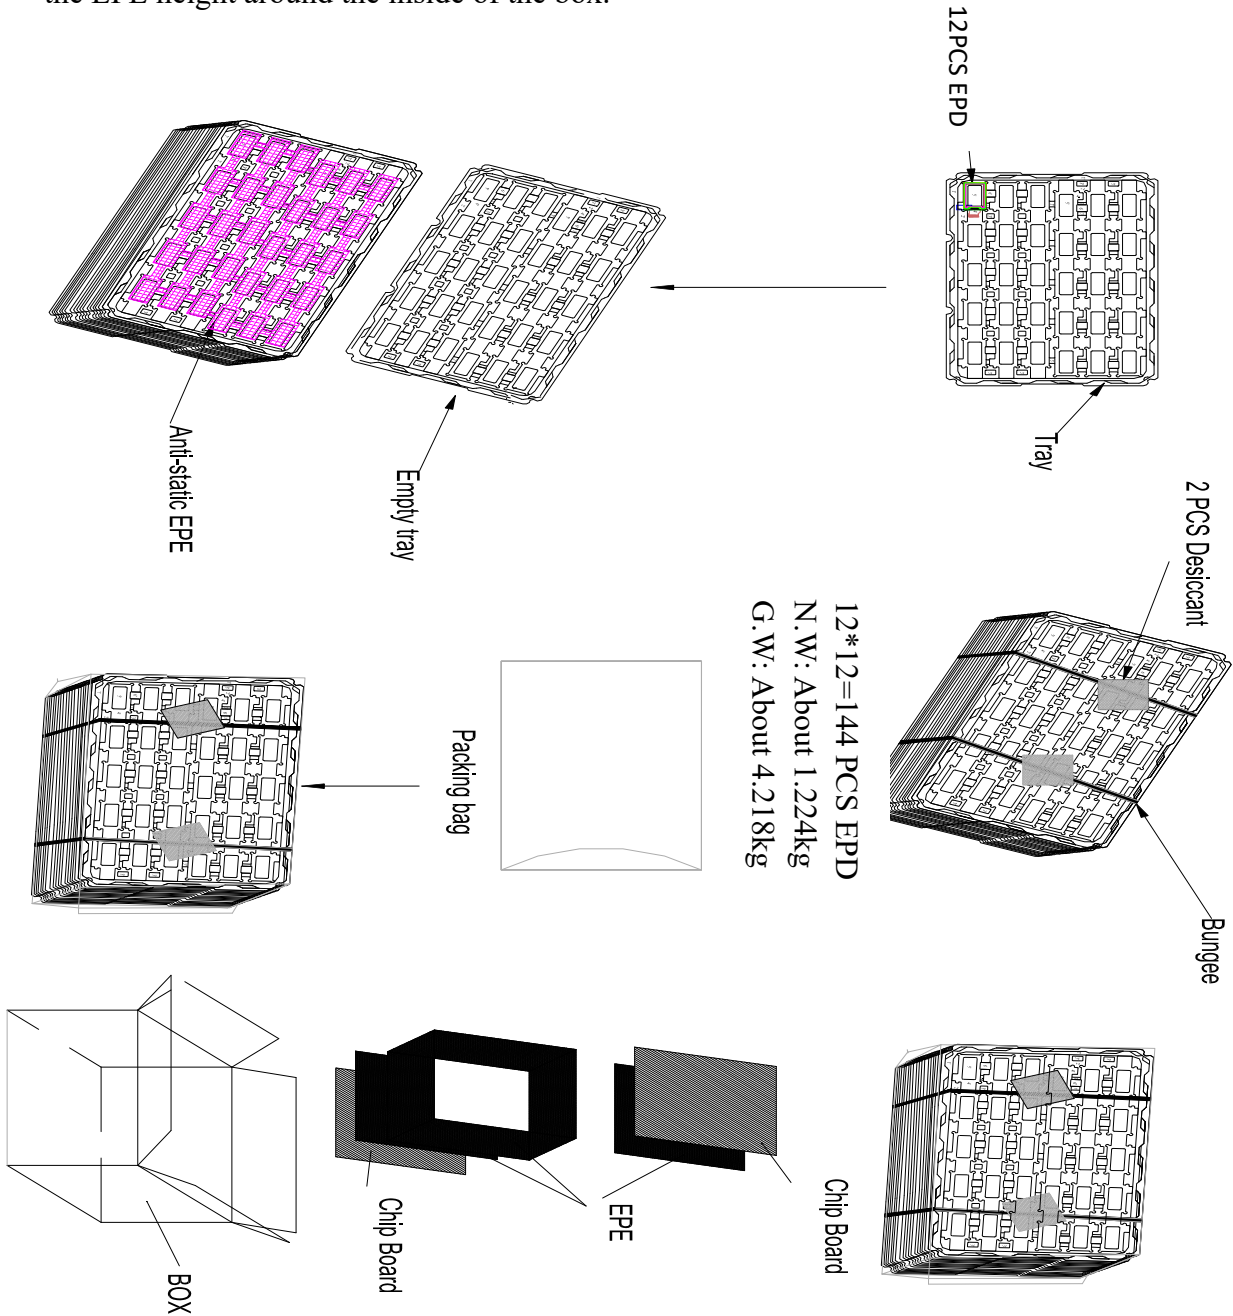 the EPE height around the inside of the box.
12PCS EPD
Tray
Empty tray
Anti-static EPE
2 PCS Desiccant
Bungee
12*12=144 PCS EPD
N.W: About 1.224kg
G.W: About 4.218kg
Packing bag
Chip Board
EPE
Chip Board
BOX